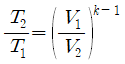 T₂/T₁ = (V₁/V₂)^(k−1)